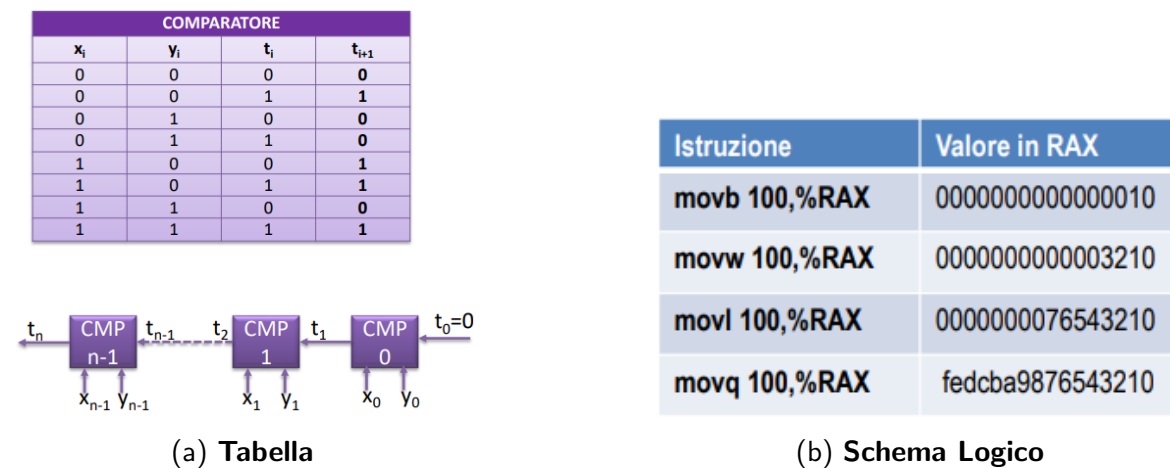 COMPARATORE
xi yi ti ti+1
0 0 0 0
0 0 1 1
0 1 0 0
0 1 1 0
1 0 0 1
1 0 1 1
1 1 0 0
1 1 1 1
tn CMP n-1 tn-1 t2 CMP 1 t1 CMP 0 t0=0
xn-1 yn-1 x1 y1 x0 y0
(a) Tabella
Istruzione Valore in RAX
movb 100,%RAX 0000000000000010
movw 100,%RAX 0000000000003210
movl 100,%RAX 0000000076543210
movq 100,%RAX fedcba9876543210
(b) Schema Logico